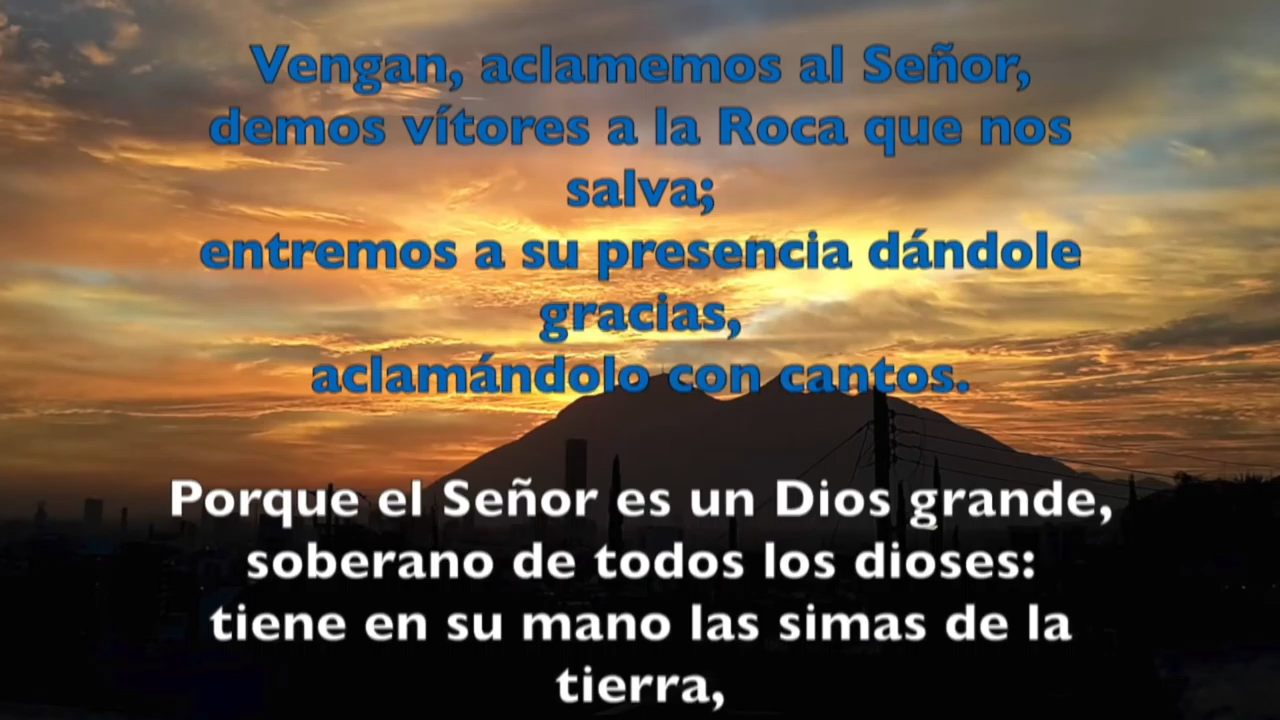 Vengan, aclamemos al Señor,
demos vítores a la Roca que nos
salva;
entremos a su presencia dándole
gracias,
aclamándolo con cantos.
Porque el Señor es un Dios grande,
soberano de todos los dioses:
tiene en su mano las simas de la
tierra,